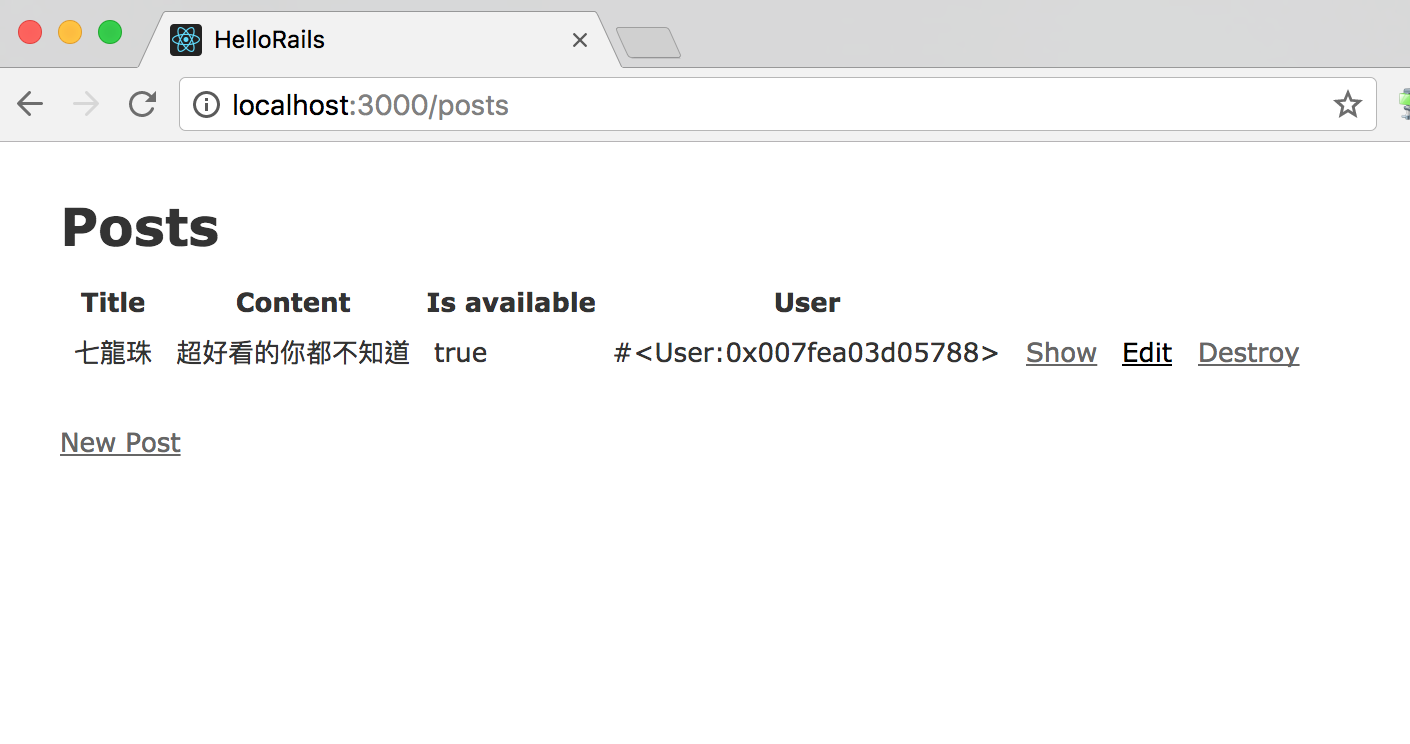 HelloRails
localhost:3000/posts
Posts
Title Content Is available User
七龍珠 超好看的你都不知道 true #<User:0x007fea03d05788> Show Edit Destroy
New Post